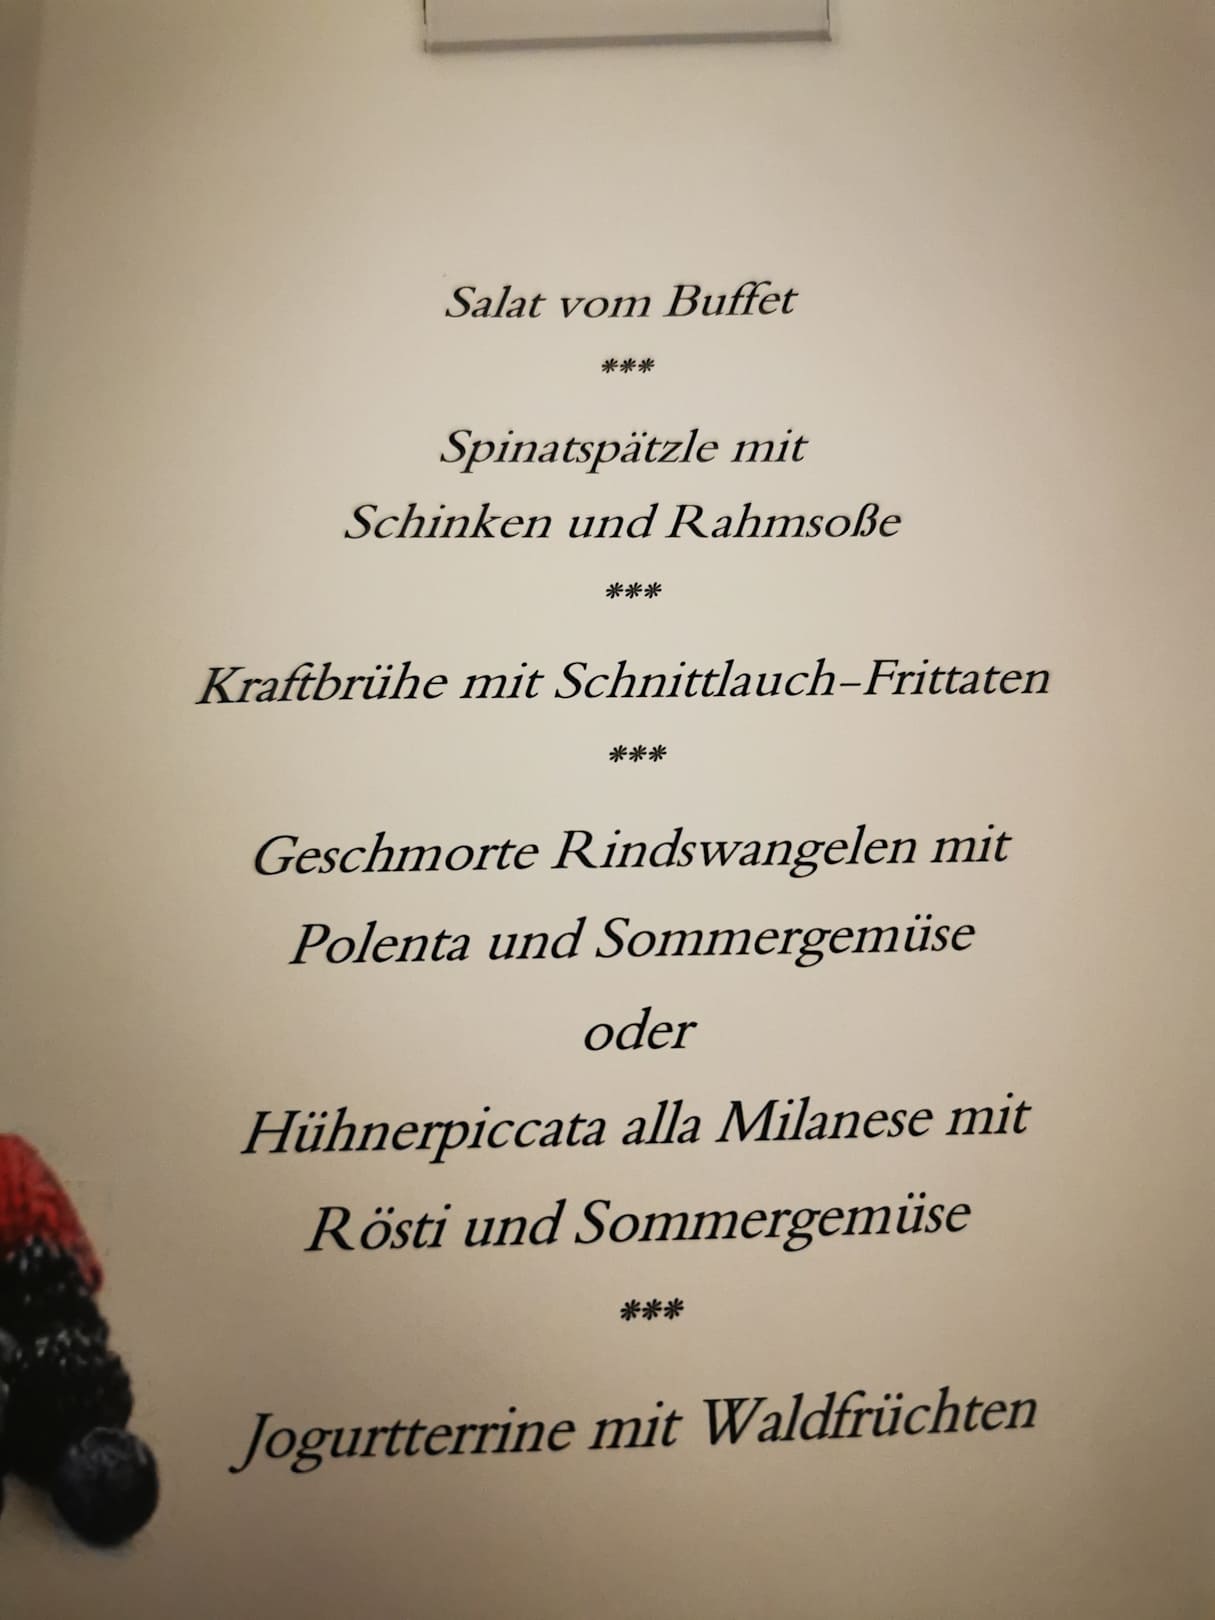 Salat vom Buffet
***
Spinatspätzle mit
Schinken und Rahmsoße
***
Kraftbrühe mit Schnittlauch-Frittaten
***
Geschmorte Rindswangelen mit
Polenta und Sommergemüse
oder
Hühnerpiccata alla Milanese mit
Rösti und Sommergemüse
***
Jogurtterrine mit Waldfrüchten